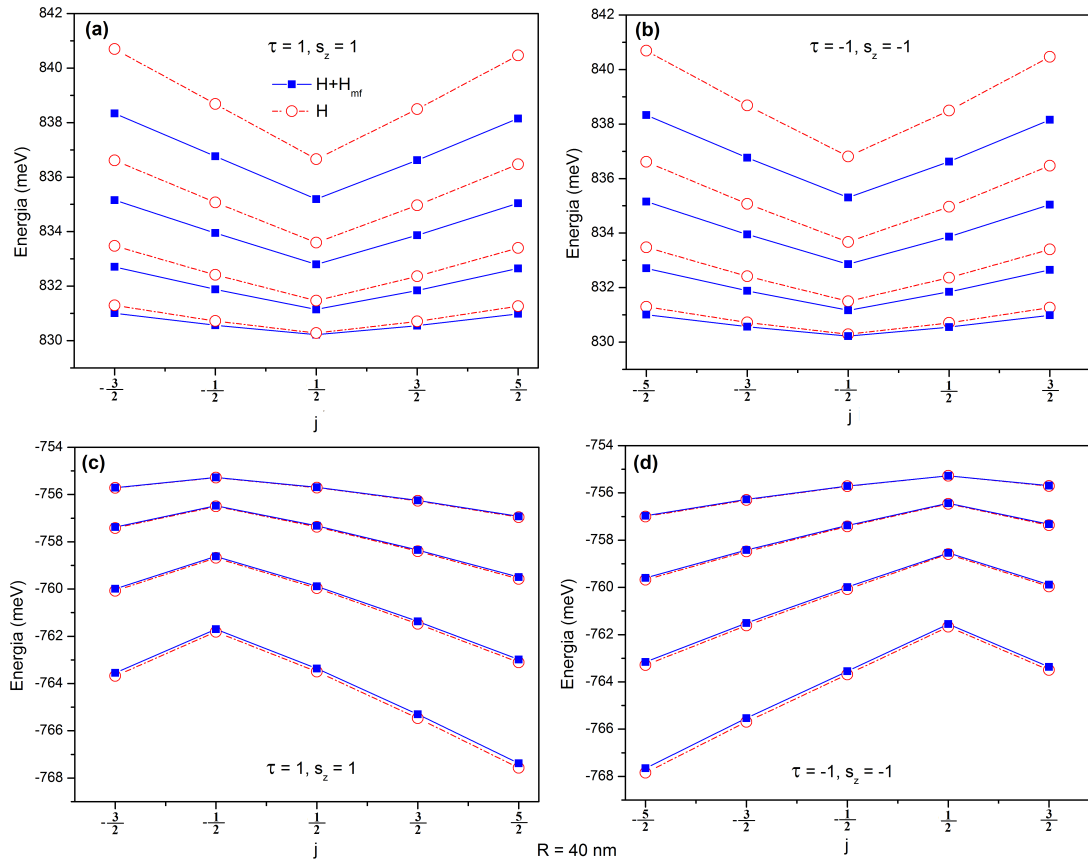 (a)
τ = 1, s_z = 1
H+H_mf
H
Energia (meV)
842
840
838
836
834
832
830
-3/2
-1/2
1/2
3/2
5/2
j
(b)
τ = -1, s_z = -1
Energia (meV)
842
840
838
836
834
832
830
-5/2
-3/2
-1/2
1/2
3/2
j
(c)
Energia (meV)
-754
-756
-758
-760
-762
-764
-766
-768
τ = 1, s_z = 1
-3/2
-1/2
1/2
3/2
5/2
j
(d)
Energia (meV)
-754
-756
-758
-760
-762
-764
-766
-768
τ = -1, s_z = -1
-5/2
-3/2
-1/2
1/2
3/2
j
R = 40 nm